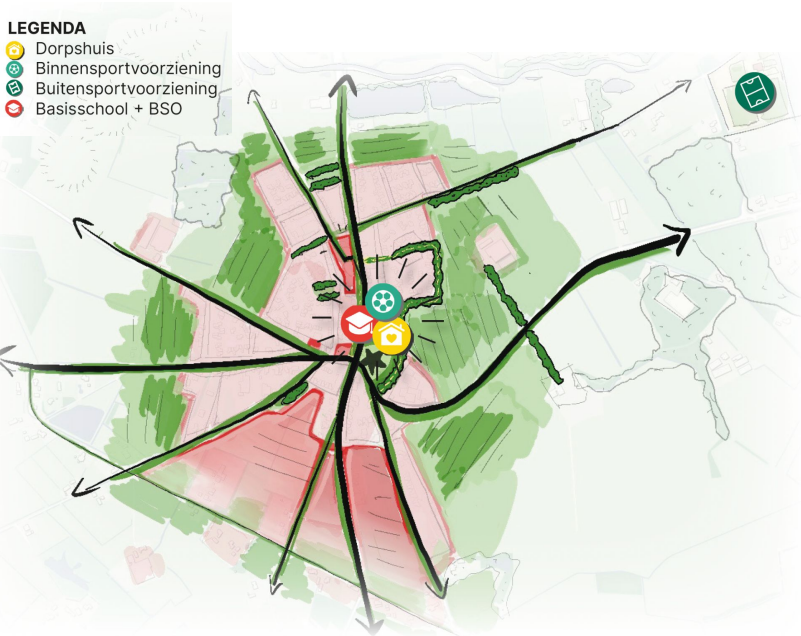 LEGENDA
Dorpshuis
Binnensportvoorziening
Buitensportvoorziening
Basisschool + BSO